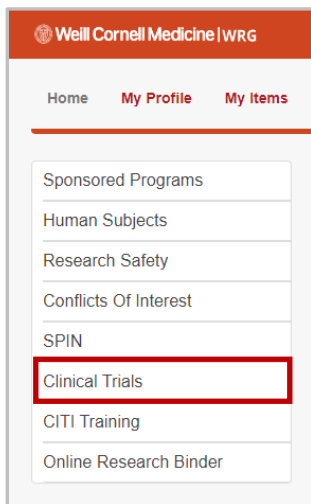 Weill Cornell Medicine | WRG
Home My Profile My Items
Sponsored Programs
Human Subjects
Research Safety
Conflicts Of Interest
SPIN
Clinical Trials
CITI Training
Online Research Binder